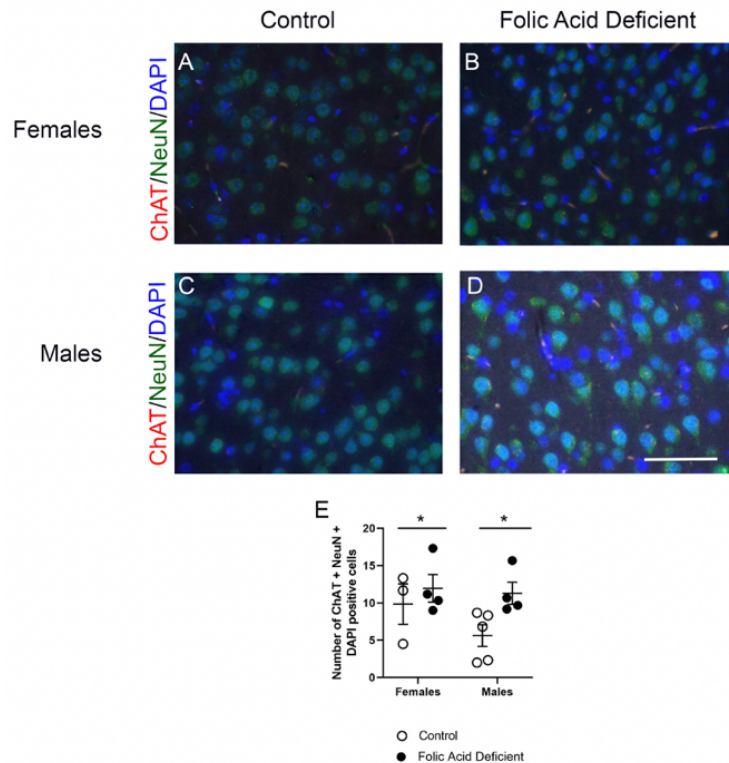 Control
Folic Acid Deficient
Females
ChAT/NeuN/DAPI
A
B
Males
ChAT/NeuN/DAPI
C
D
E
* *
Number of ChAT + NeuN +
DAPI positive cells
20
15
10
5
0
Females Males
Control
Folic Acid Deficient